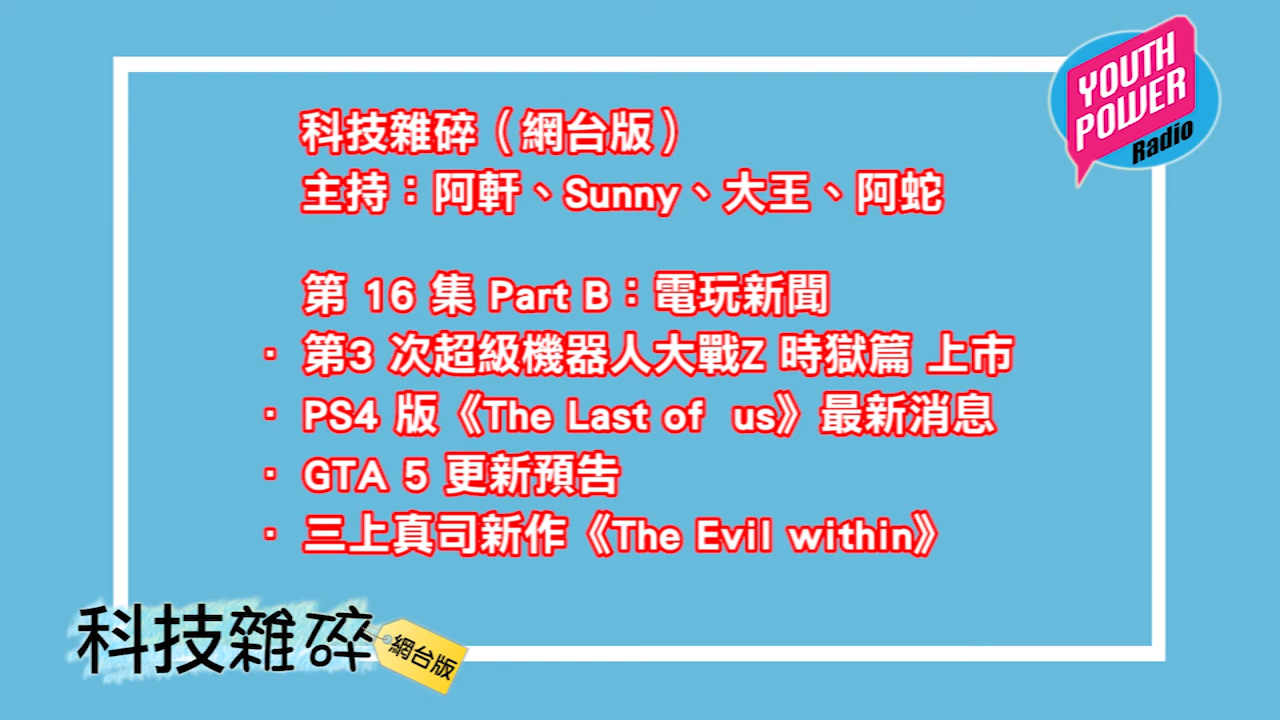 YOUTH
POWER
Radio
科技雜碎（網台版）
主持：阿軒、Sunny、大王、阿蛇
第 16 集 Part B：電玩新聞
· 第3 次超級機器人大戰Z 時獄篇 上市
· PS4 版《The Last of  us》最新消息
· GTA 5 更新預告
· 三上真司新作《The Evil within》
科技雜碎
網台版